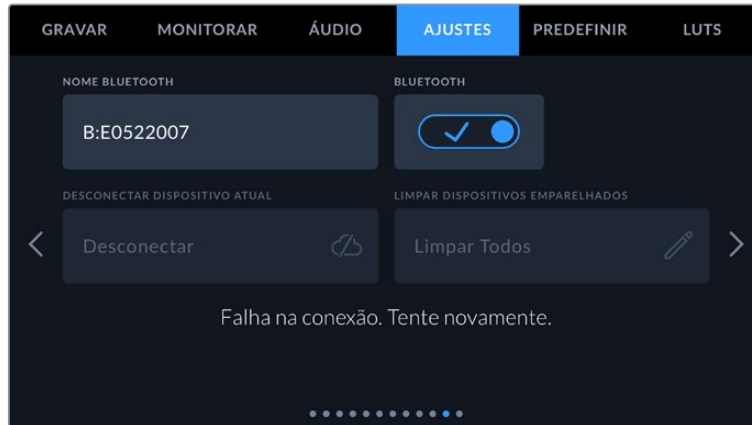 GRAVAR MONITORAR ÁUDIO AJUSTES PREDEFINIR LUTS
NOME BLUETOOTH BLUETOOTH
B:E0522007
DESCONECTAR DISPOSITIVO ATUAL LIMPAR DISPOSITIVOS EMPARELHADOS
Desconectar Limpar Todos
Falha na conexão. Tente novamente.